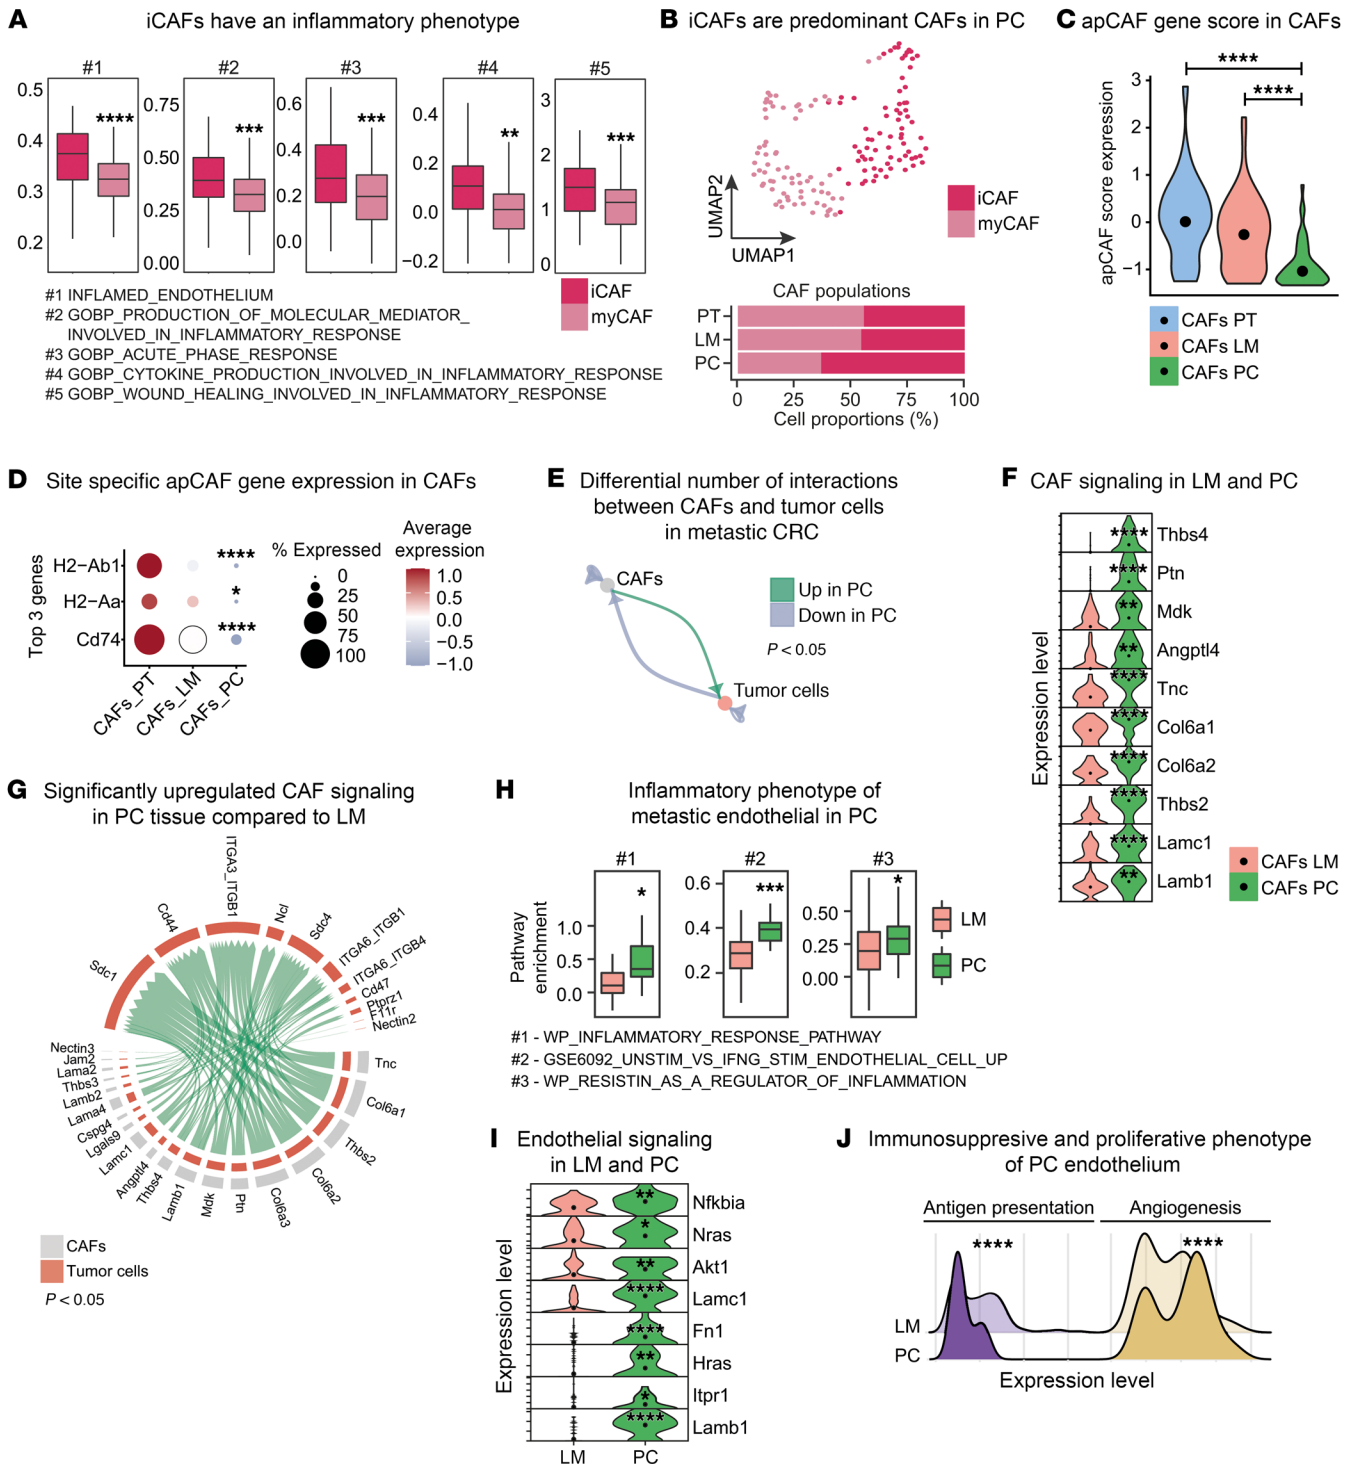 A iCAFs have an inflammatory phenotype
#1 #2 #3 #4 #5
0.5 0.4 0.3 0.2
0.75 0.50 0.25 0.00
0.6 0.4 0.2 0.0
0.4 0.2 0.0 −0.2
3 2 1 0
**** *** *** ** ***
#1 INFLAMED_ENDOTHELIUM
#2 GOBP_PRODUCTION_OF_MOLECULAR_MEDIATOR_
INVOLVED_IN_INFLAMMATORY_RESPONSE
#3 GOBP_ACUTE_PHASE_RESPONSE
#4 GOBP_CYTOKINE_PRODUCTION_INVOLVED_IN_INFLAMMATORY_RESPONSE
#5 GOBP_WOUND_HEALING_INVOLVED_IN_INFLAMMATORY_RESPONSE
iCAF
myCAF
B iCAFs are predominant CAFs in PC
UMAP2
UMAP1
iCAF
myCAF
CAF populations
PT
LM
PC
0 25 50 75 100
Cell proportions (%)
C apCAF gene score in CAFs
****
****
apCAF score expression
3
2
1
0
−1
CAFs PT
CAFs LM
CAFs PC
D Site specific apCAF gene expression in CAFs
Top 3 genes
H2−Ab1 ****
H2−Aa *
Cd74 ****
CAFs_PT CAFs_LM CAFs_PC
% Expressed
0
25
50
75
100
Average
expression
1.0
0.5
0.0
−0.5
−1.0
E Differential number of interactions
between CAFs and tumor cells
in metastic CRC
CAFs
Tumor cells
Up in PC
Down in PC
P < 0.05
F CAF signaling in LM and PC
Expression level
**** Thbs4
**** Ptn
** Mdk
** Angptl4
**** Tnc
**** Col6a1
**** Col6a2
**** Thbs2
**** Lamc1
** Lamb1
CAFs LM
CAFs PC
G Significantly upregulated CAF signaling
in PC tissue compared to LM
Sdc1
Cd44
ITGA3_ITGB1
Ncl
Sdc4
ITGA6_ITGB1
ITGA6_ITGB4
Cd47
Ptprz1
F11r
Nectin2
Tnc
Col6a1
Thbs2
Col6a2
Col6a3
Ptn
Mdk
Lamb1
Thbs4
Angptl4
Lamc1
Lgals9
Cspg4
Lama4
Lamb2
Thbs3
Lama2
Jam2
Nectin3
CAFs
Tumor cells
P < 0.05
H Inflammatory phenotype of
metastic endothelial in PC
#1 #2 #3
Pathway
enrichment
1.0 0.5 0.0
0.6 0.4 0.2
0.50 0.25 0.00
* *** *
LM
PC
#1 - WP_INFLAMMATORY_RESPONSE_PATHWAY
#2 - GSE6092_UNSTIM_VS_IFNG_STIM_ENDOTHELIAL_CELL_UP
#3 - WP_RESISTIN_AS_A_REGULATOR_OF_INFLAMMATION
I Endothelial signaling
in LM and PC
Expression level
** Nfkbia
* Nras
** Akt1
**** Lamc1
**** Fn1
** Hras
* Itpr1
**** Lamb1
LM PC
J Immunosuppresive and proliferative phenotype
of PC endothelium
Antigen presentation Angiogenesis
**** ****
LM
PC
Expression level